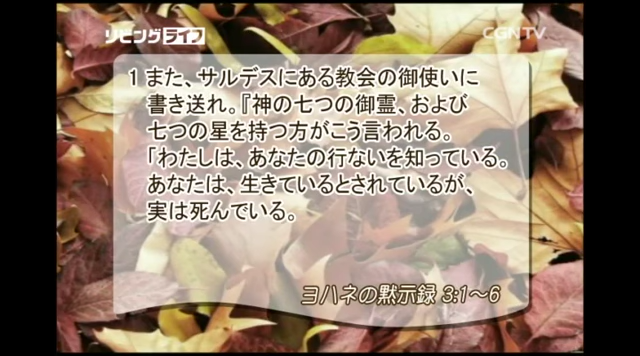 リビングライフ
CGNTV
1 また、サルデスにある教会の御使いに
書き送れ。『神の七つの御霊、および
七つの星を持つ方がこう言われる。
「わたしは、あなたの行ないを知っている。
あなたは、生きているとされているが、
実は死んでいる。
ヨハネの黙示録 3:1～6